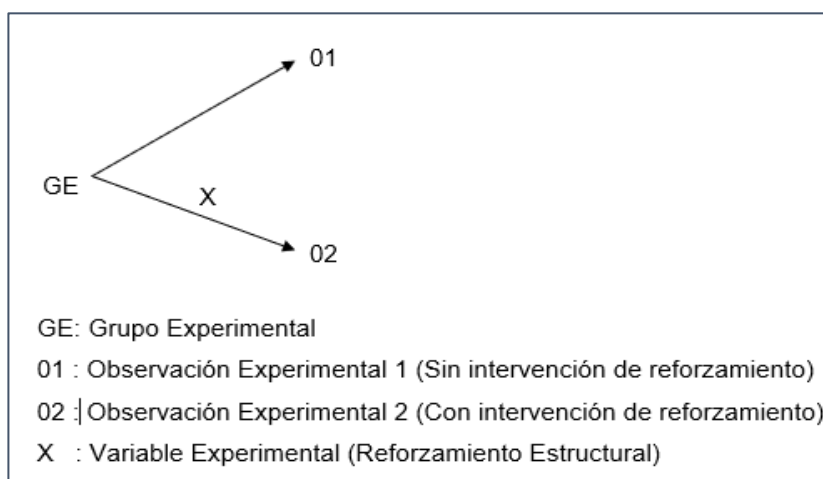 01
GE
X
02
GE: Grupo Experimental
01 : Observación Experimental 1 (Sin intervención de reforzamiento)
02 : Observación Experimental 2 (Con intervención de reforzamiento)
X : Variable Experimental (Reforzamiento Estructural)